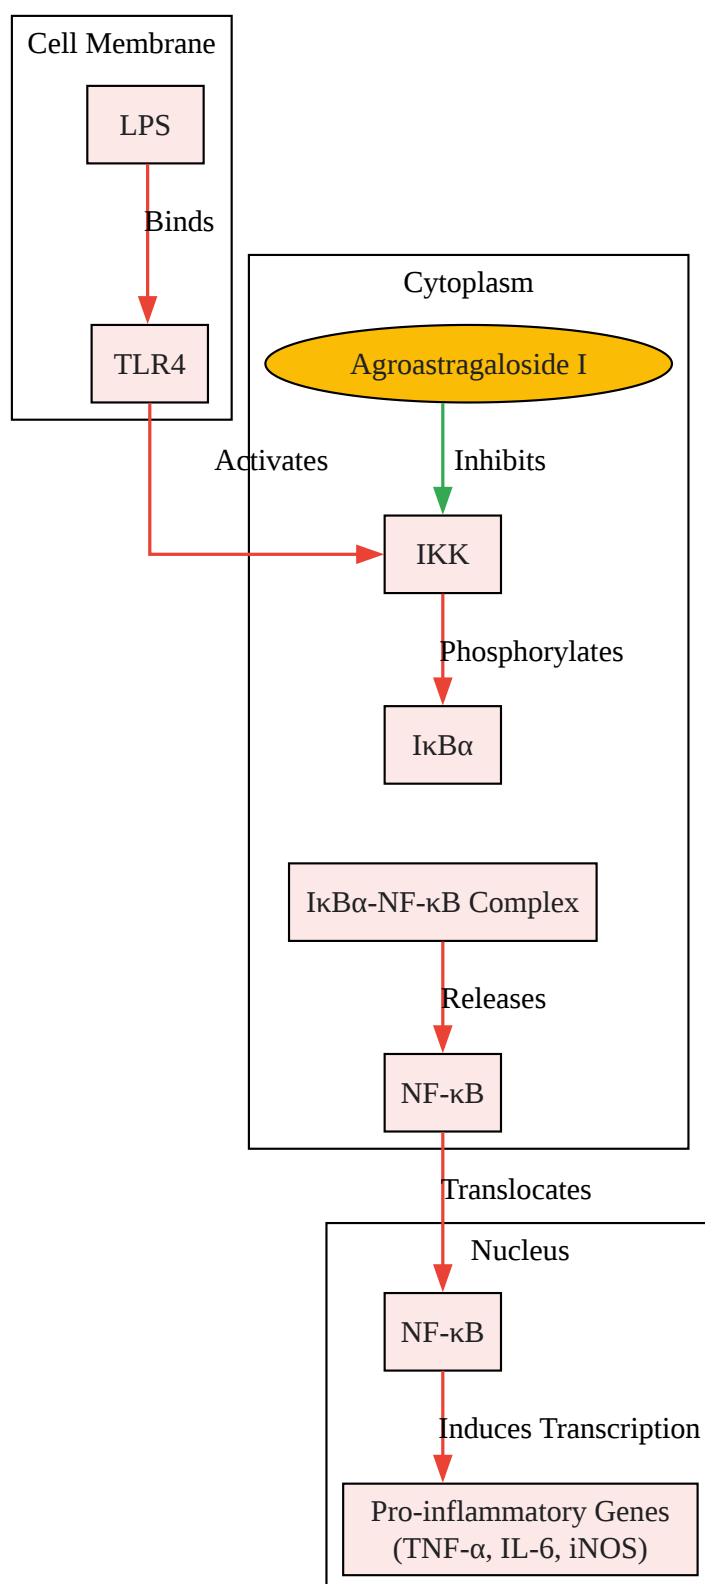 Cell Membrane
LPS
Binds
TLR4
Cytoplasm
Agroastragaloside I
Activates
Inhibits
IKK
Phosphorylates
IκBα
IκBα-NF-κB Complex
Releases
NF-κB
Translocates
Nucleus
NF-κB
Induces Transcription
Pro-inflammatory Genes
(TNF-α, IL-6, iNOS)